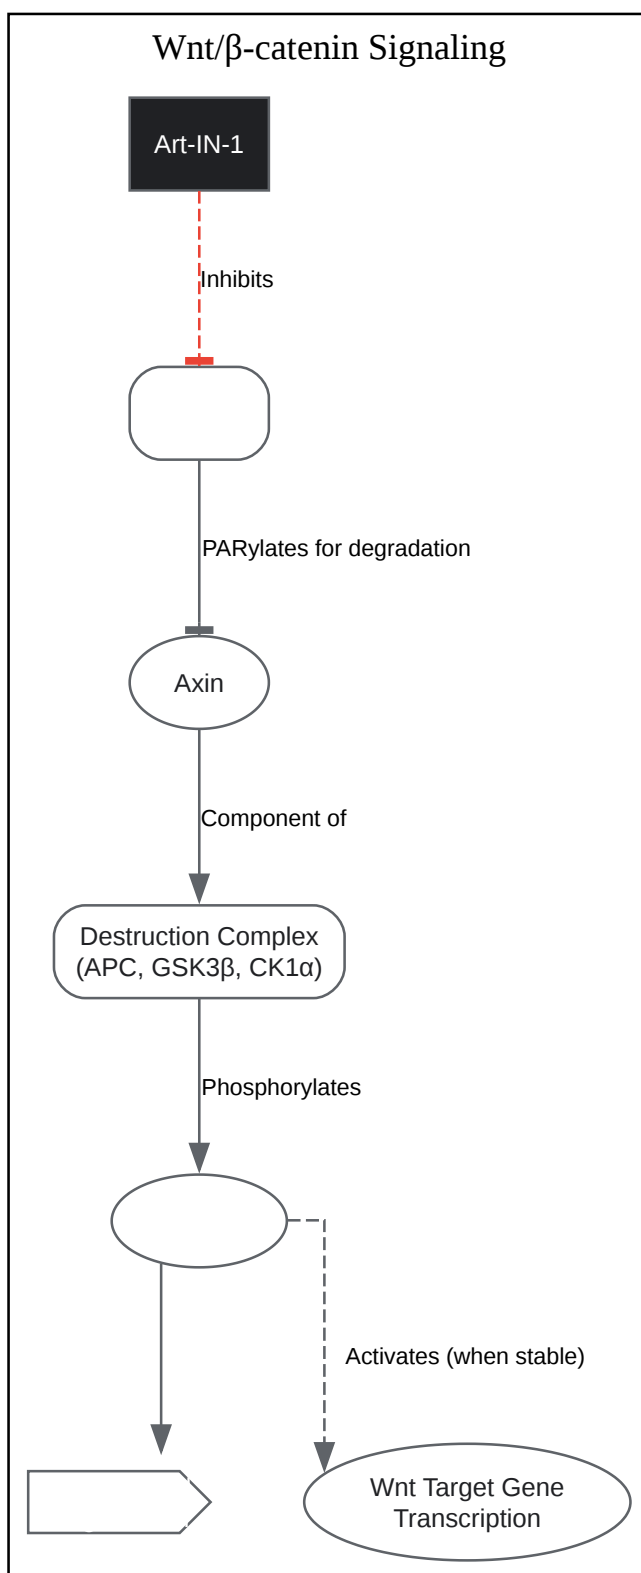 Wnt/β-catenin Signaling
Art-IN-1
Inhibits
PARylates for degradation
Axin
Component of
Destruction Complex
(APC, GSK3β, CK1α)
Phosphorylates
Activates (when stable)
Wnt Target Gene
Transcription